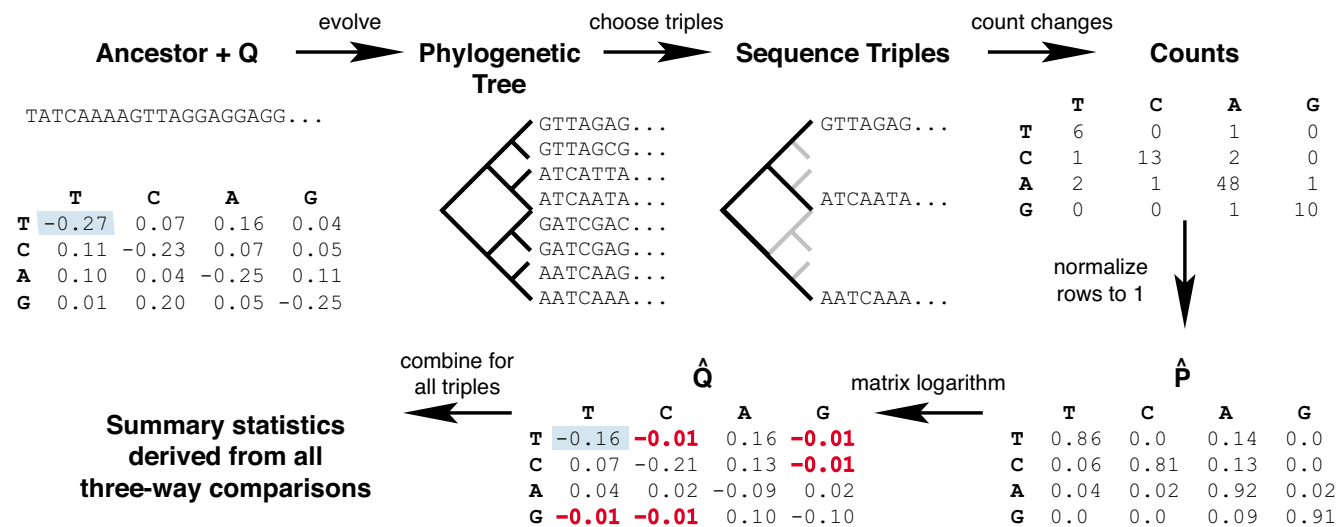 evolve
choose triples
count changes
Ancestor + Q
Phylogenetic
Tree
Sequence Triples
Counts
TATCAAAAGTTAGGAGGAGG...
T C A G
T -0.27 0.07 0.16 0.04
C 0.11 -0.23 0.07 0.05
A 0.10 0.04 -0.25 0.11
G 0.01 0.20 0.05 -0.25
GTTAGAG...
GTTAGCG...
ATCATTA...
ATCAATA...
GATCGAC...
GATCGAG...
AATCAAG...
AATCAAA...
GTTAGAG...
ATCAATA...
AATCAAA...
T C A G
T 6 0 1 0
C 1 13 2 0
A 2 1 48 1
G 0 0 1 10
normalize
rows to 1
P̂
T C A G
T 0.86 0.0 0.14 0.0
C 0.06 0.81 0.13 0.0
A 0.04 0.02 0.92 0.02
G 0.0 0.0 0.09 0.91
matrix logarithm
Q̂
T C A G
T -0.16 -0.01 0.16 -0.01
C 0.07 -0.21 0.13 -0.01
A 0.04 0.02 -0.09 0.02
G -0.01 -0.01 0.10 -0.10
combine for
all triples
Summary statistics
derived from all
three-way comparisons